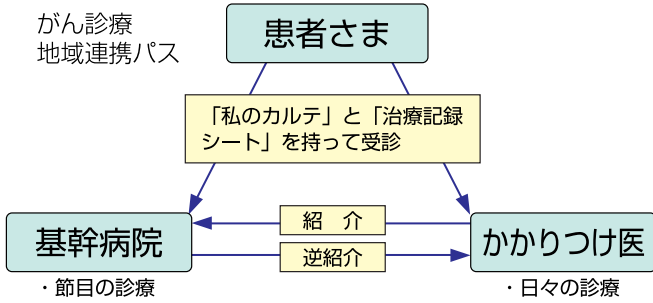 がん診療
地域連携パス
患者さま
「私のカルテ」と「治療記録
シート」を持って受診
紹　介
基幹病院
かかりつけ医
逆紹介
・節目の診療
・日々の診療